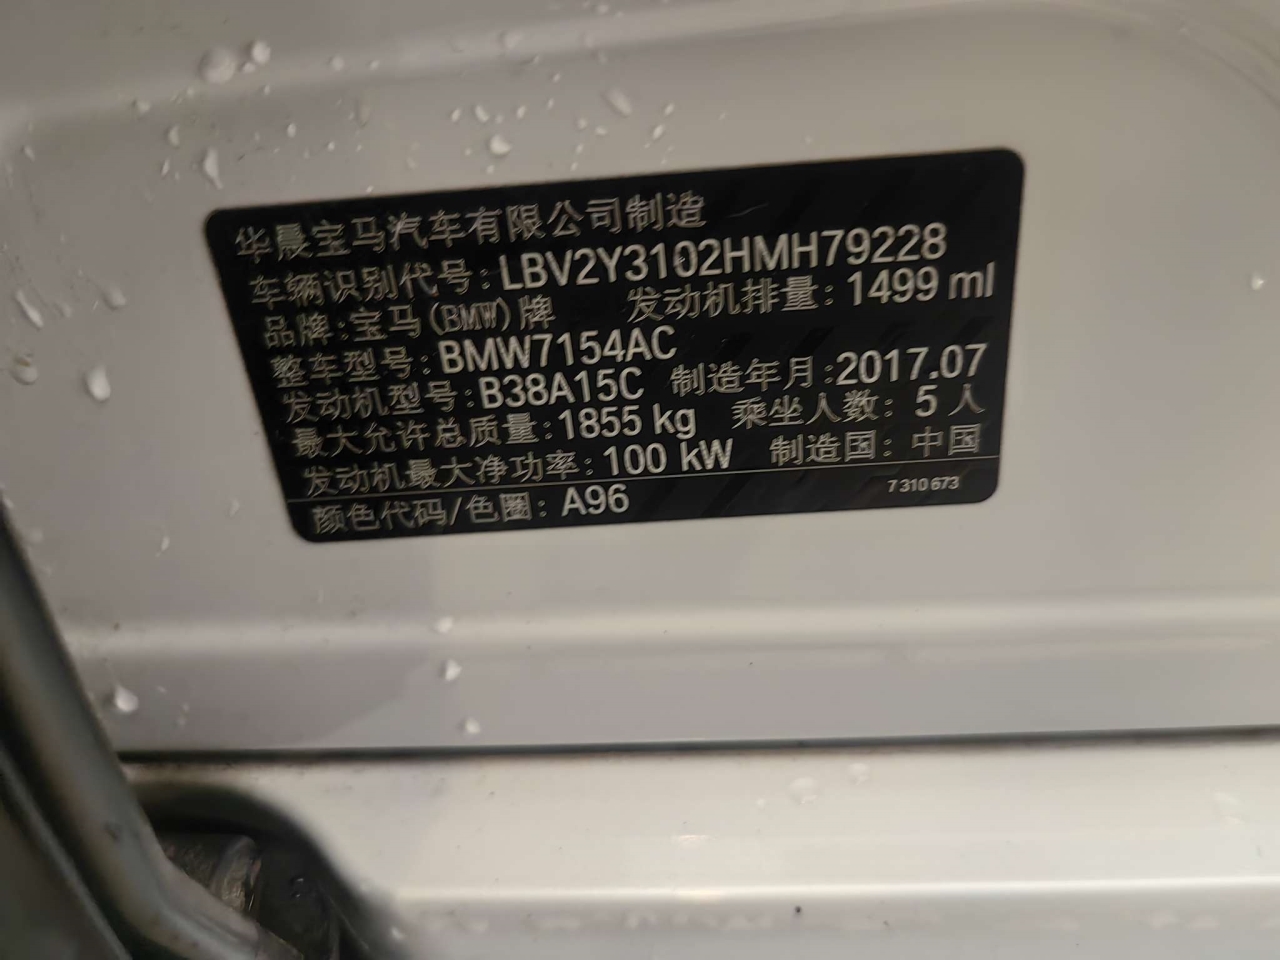 华晨宝马汽车有限公司制造
车辆识别代号: LBV2Y3102HMH79228
品牌: 宝马(BMW)牌 发动机排量: 1499 ml
整车型号: BMW7154AC
发动机型号: B38A15C 制造年月: 2017.07
最大允许总质量: 1855 kg 乘坐人数: 5 人
发动机最大净功率: 100 kW 制造国: 中国
颜色代码/色圈: A96 7310673